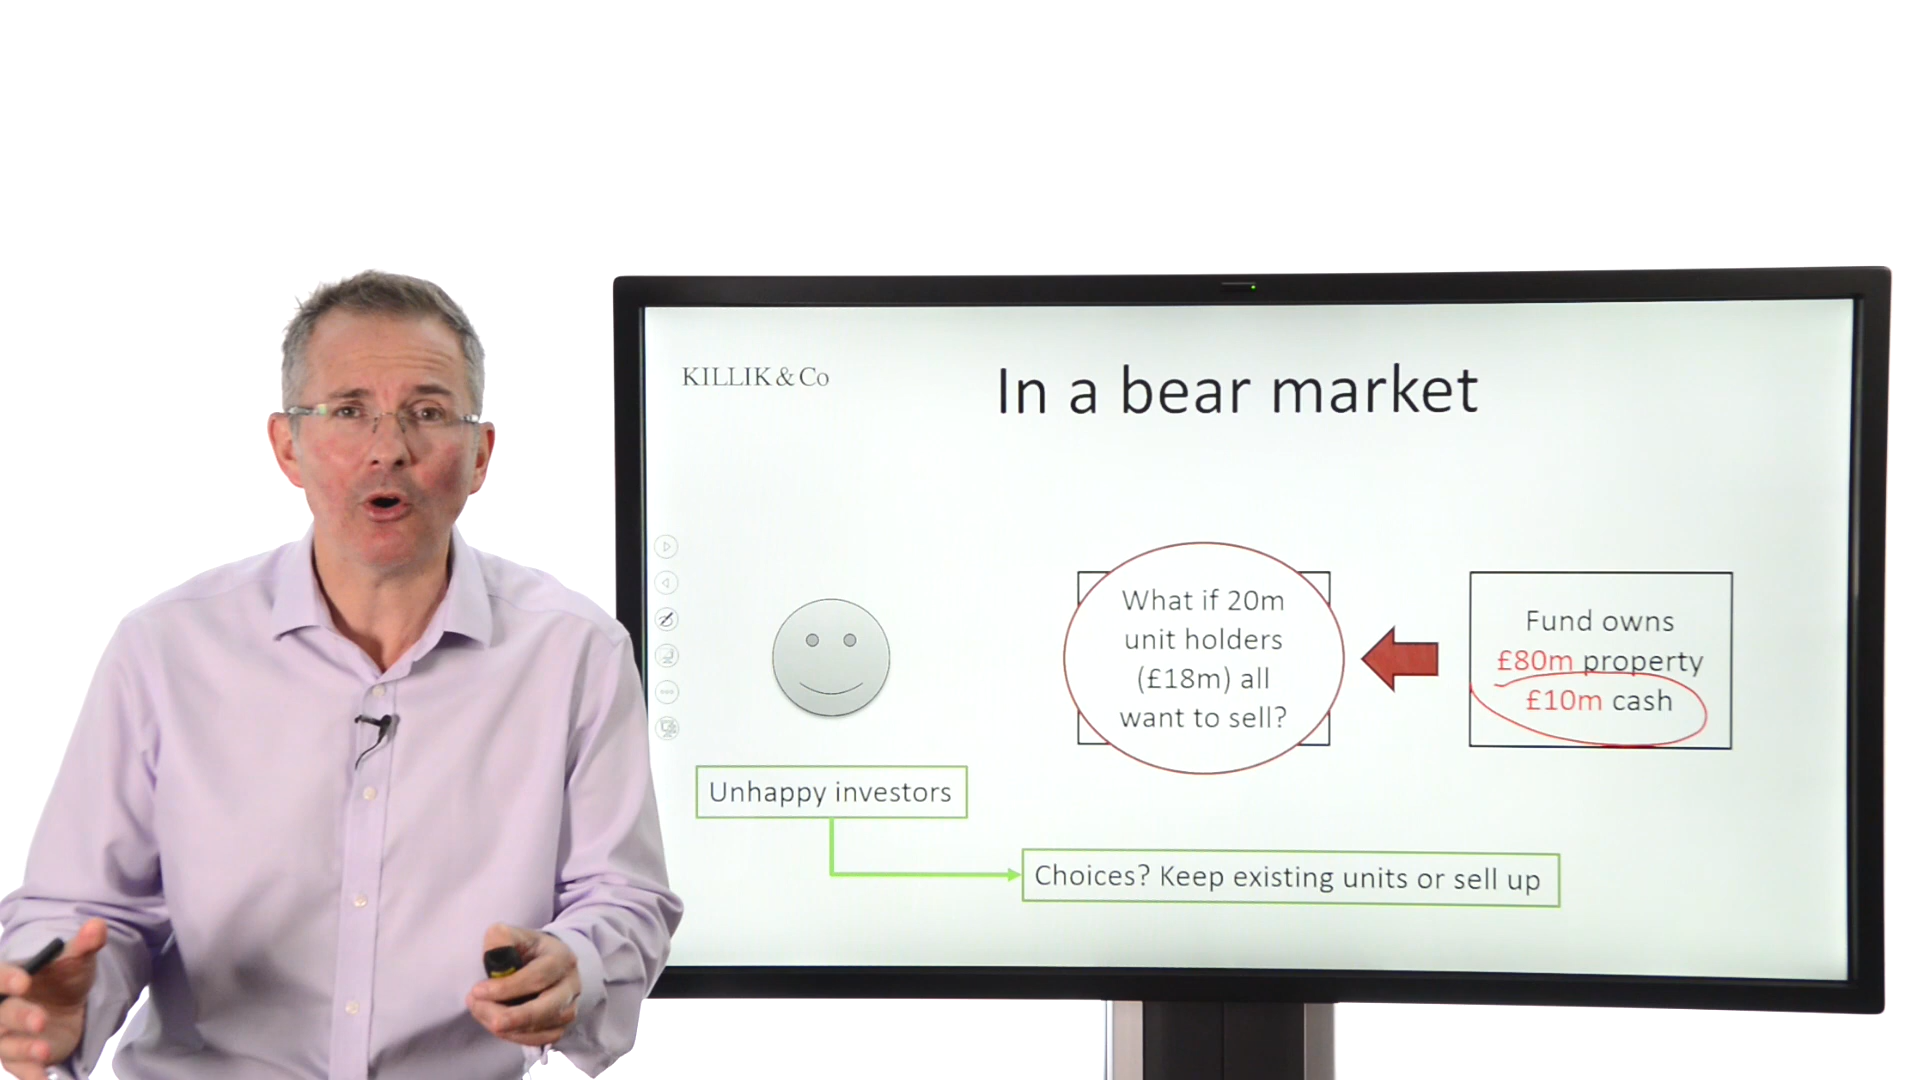 KILLIK & Co
In a bear market
What if 20m
unit holders
(£18m) all
want to sell?
Fund owns
£80m property
£10m cash
Unhappy investors
Choices? Keep existing units or sell up